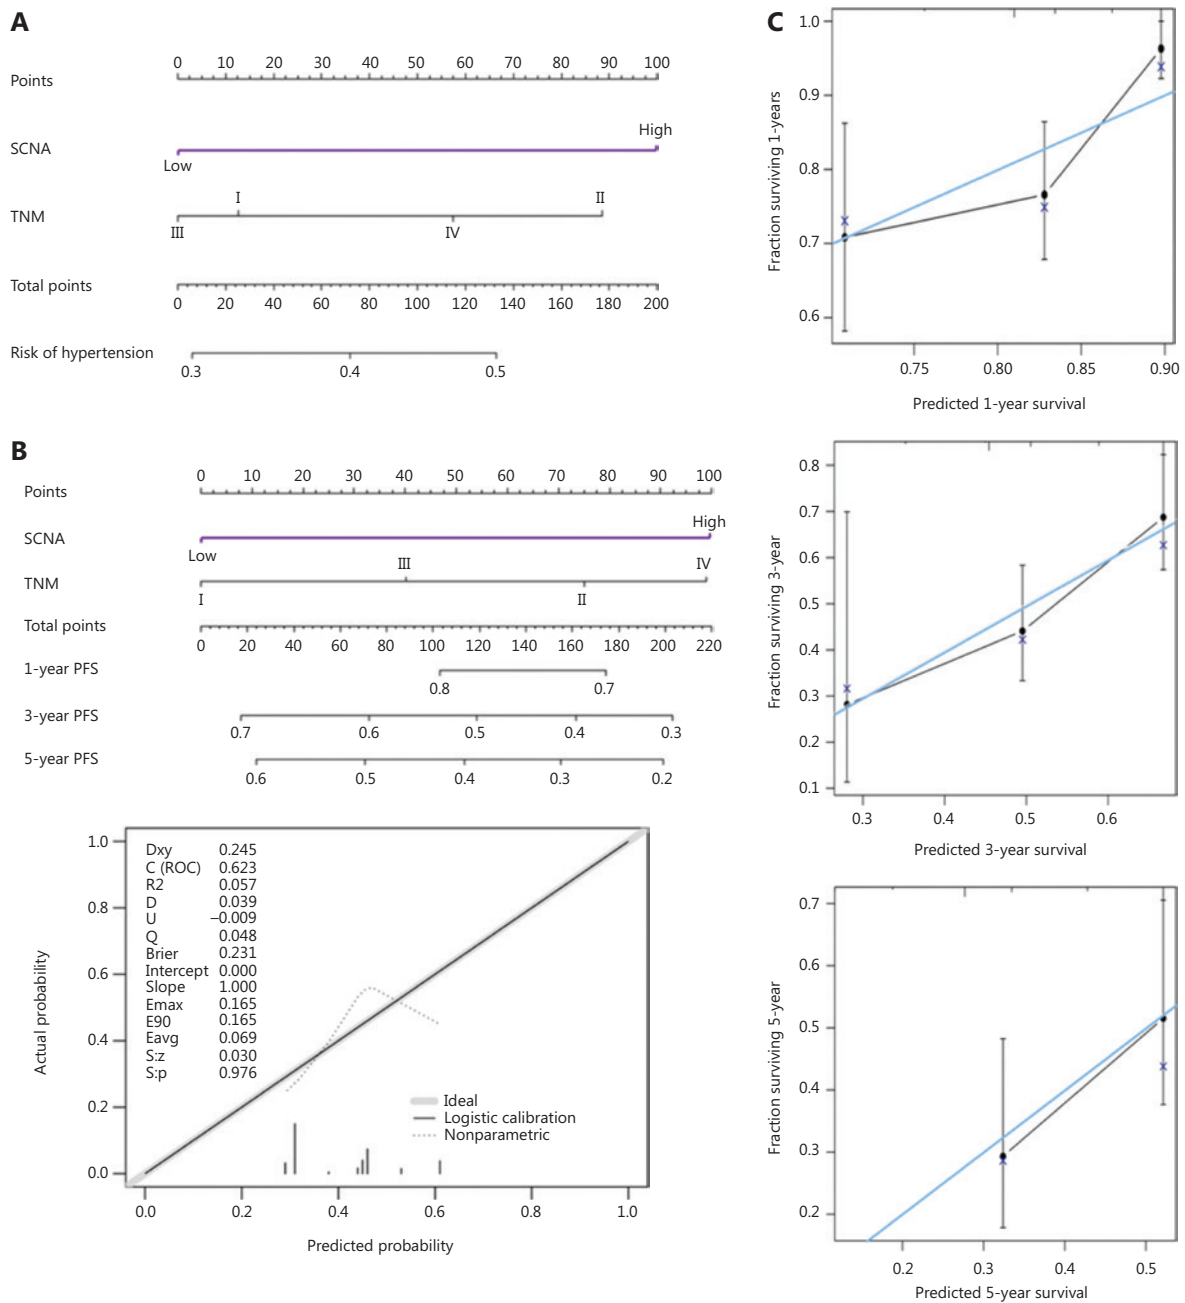 A
Points
0 10 20 30 40 50 60 70 80 90 100
SCNA
Low
High
TNM
I
II
III
IV
Total points
0 20 40 60 80 100 120 140 160 180 200
Risk of hypertension
0.3 0.4 0.5
B
Points
0 10 20 30 40 50 60 70 80 90 100
SCNA
Low
High
TNM
III
IV
I
II
Total points
0 20 40 60 80 100 120 140 160 180 200 220
1-year PFS
0.8 0.7
3-year PFS
0.7 0.6 0.5 0.4 0.3
5-year PFS
0.6 0.5 0.4 0.3 0.2
Actual probability
1.0
0.8
0.6
0.4
0.2
0.0
Dxy 0.245
C (ROC) 0.623
R2 0.057
D 0.039
U −0.009
Q 0.048
Brier 0.231
Intercept 0.000
Slope 1.000
Emax 0.165
E90 0.165
Eavg 0.069
S:z 0.030
S:p 0.976
Ideal
Logistic calibration
Nonparametric
0.0 0.2 0.4 0.6 0.8 1.0
Predicted probability
C
Fraction surviving 1-years
1.0
0.9
0.8
0.7
0.6
0.75 0.80 0.85 0.90
Predicted 1-year survival
Fraction surviving 3-year
0.8
0.7
0.6
0.5
0.4
0.3
0.2
0.1
0.3 0.4 0.5 0.6
Predicted 3-year survival
Fraction surviving 5-year
0.7
0.6
0.5
0.4
0.3
0.2
0.2 0.3 0.4 0.5
Predicted 5-year survival